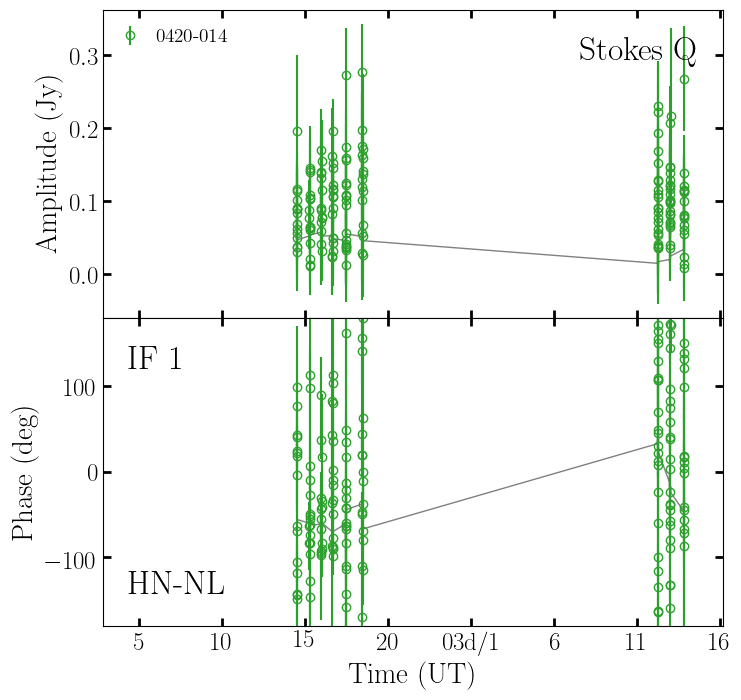 0420-014
Stokes Q
Amplitude (Jy)
0.3
0.2
0.1
0.0
IF 1
HN-NL
Phase (deg)
100
0
−100
5 10 15 20 03d/1 6 11 16
Time (UT)